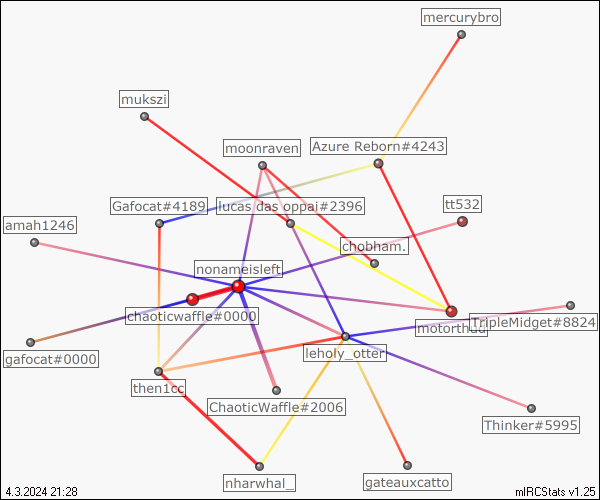 mercurybro
mukszi
moonraven
Azure Reborn#4243
Gafocat#4189
lucas das oppai#2396
tt532
amah1246
chobham.
nonameisleft
chaoticwaffle#0000
motorthud
TripleMidget#8824
gafocat#0000
leholy_otter
then1cc
ChaoticWaffle#2006
Thinker#5995
nharwhal_
gateauxcatto
4.3.2024 21:28
mIRCStats v1.25